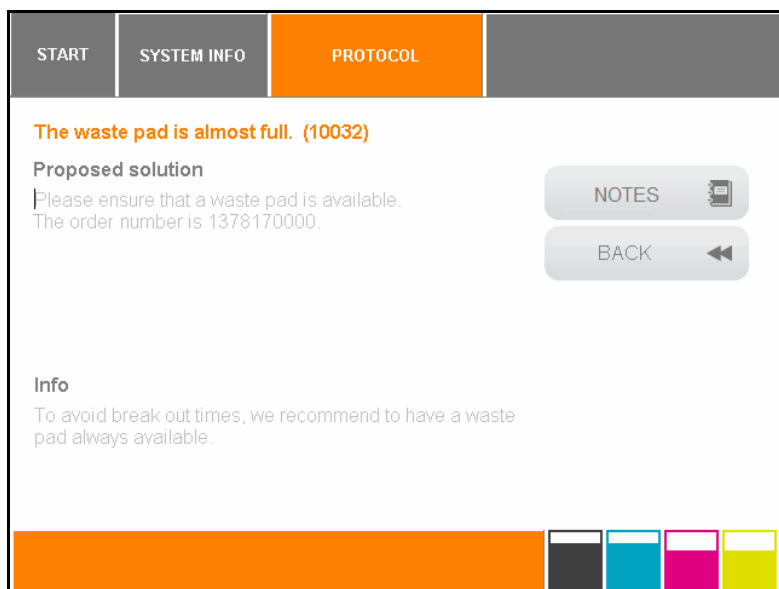 START
SYSTEM INFO
PROTOCOL
The waste pad is almost full. (10032)
Proposed solution
Please ensure that a waste pad is available.
The order number is 1378170000.
NOTES
BACK
Info
To avoid break out times, we recommend to have a waste
pad always available.